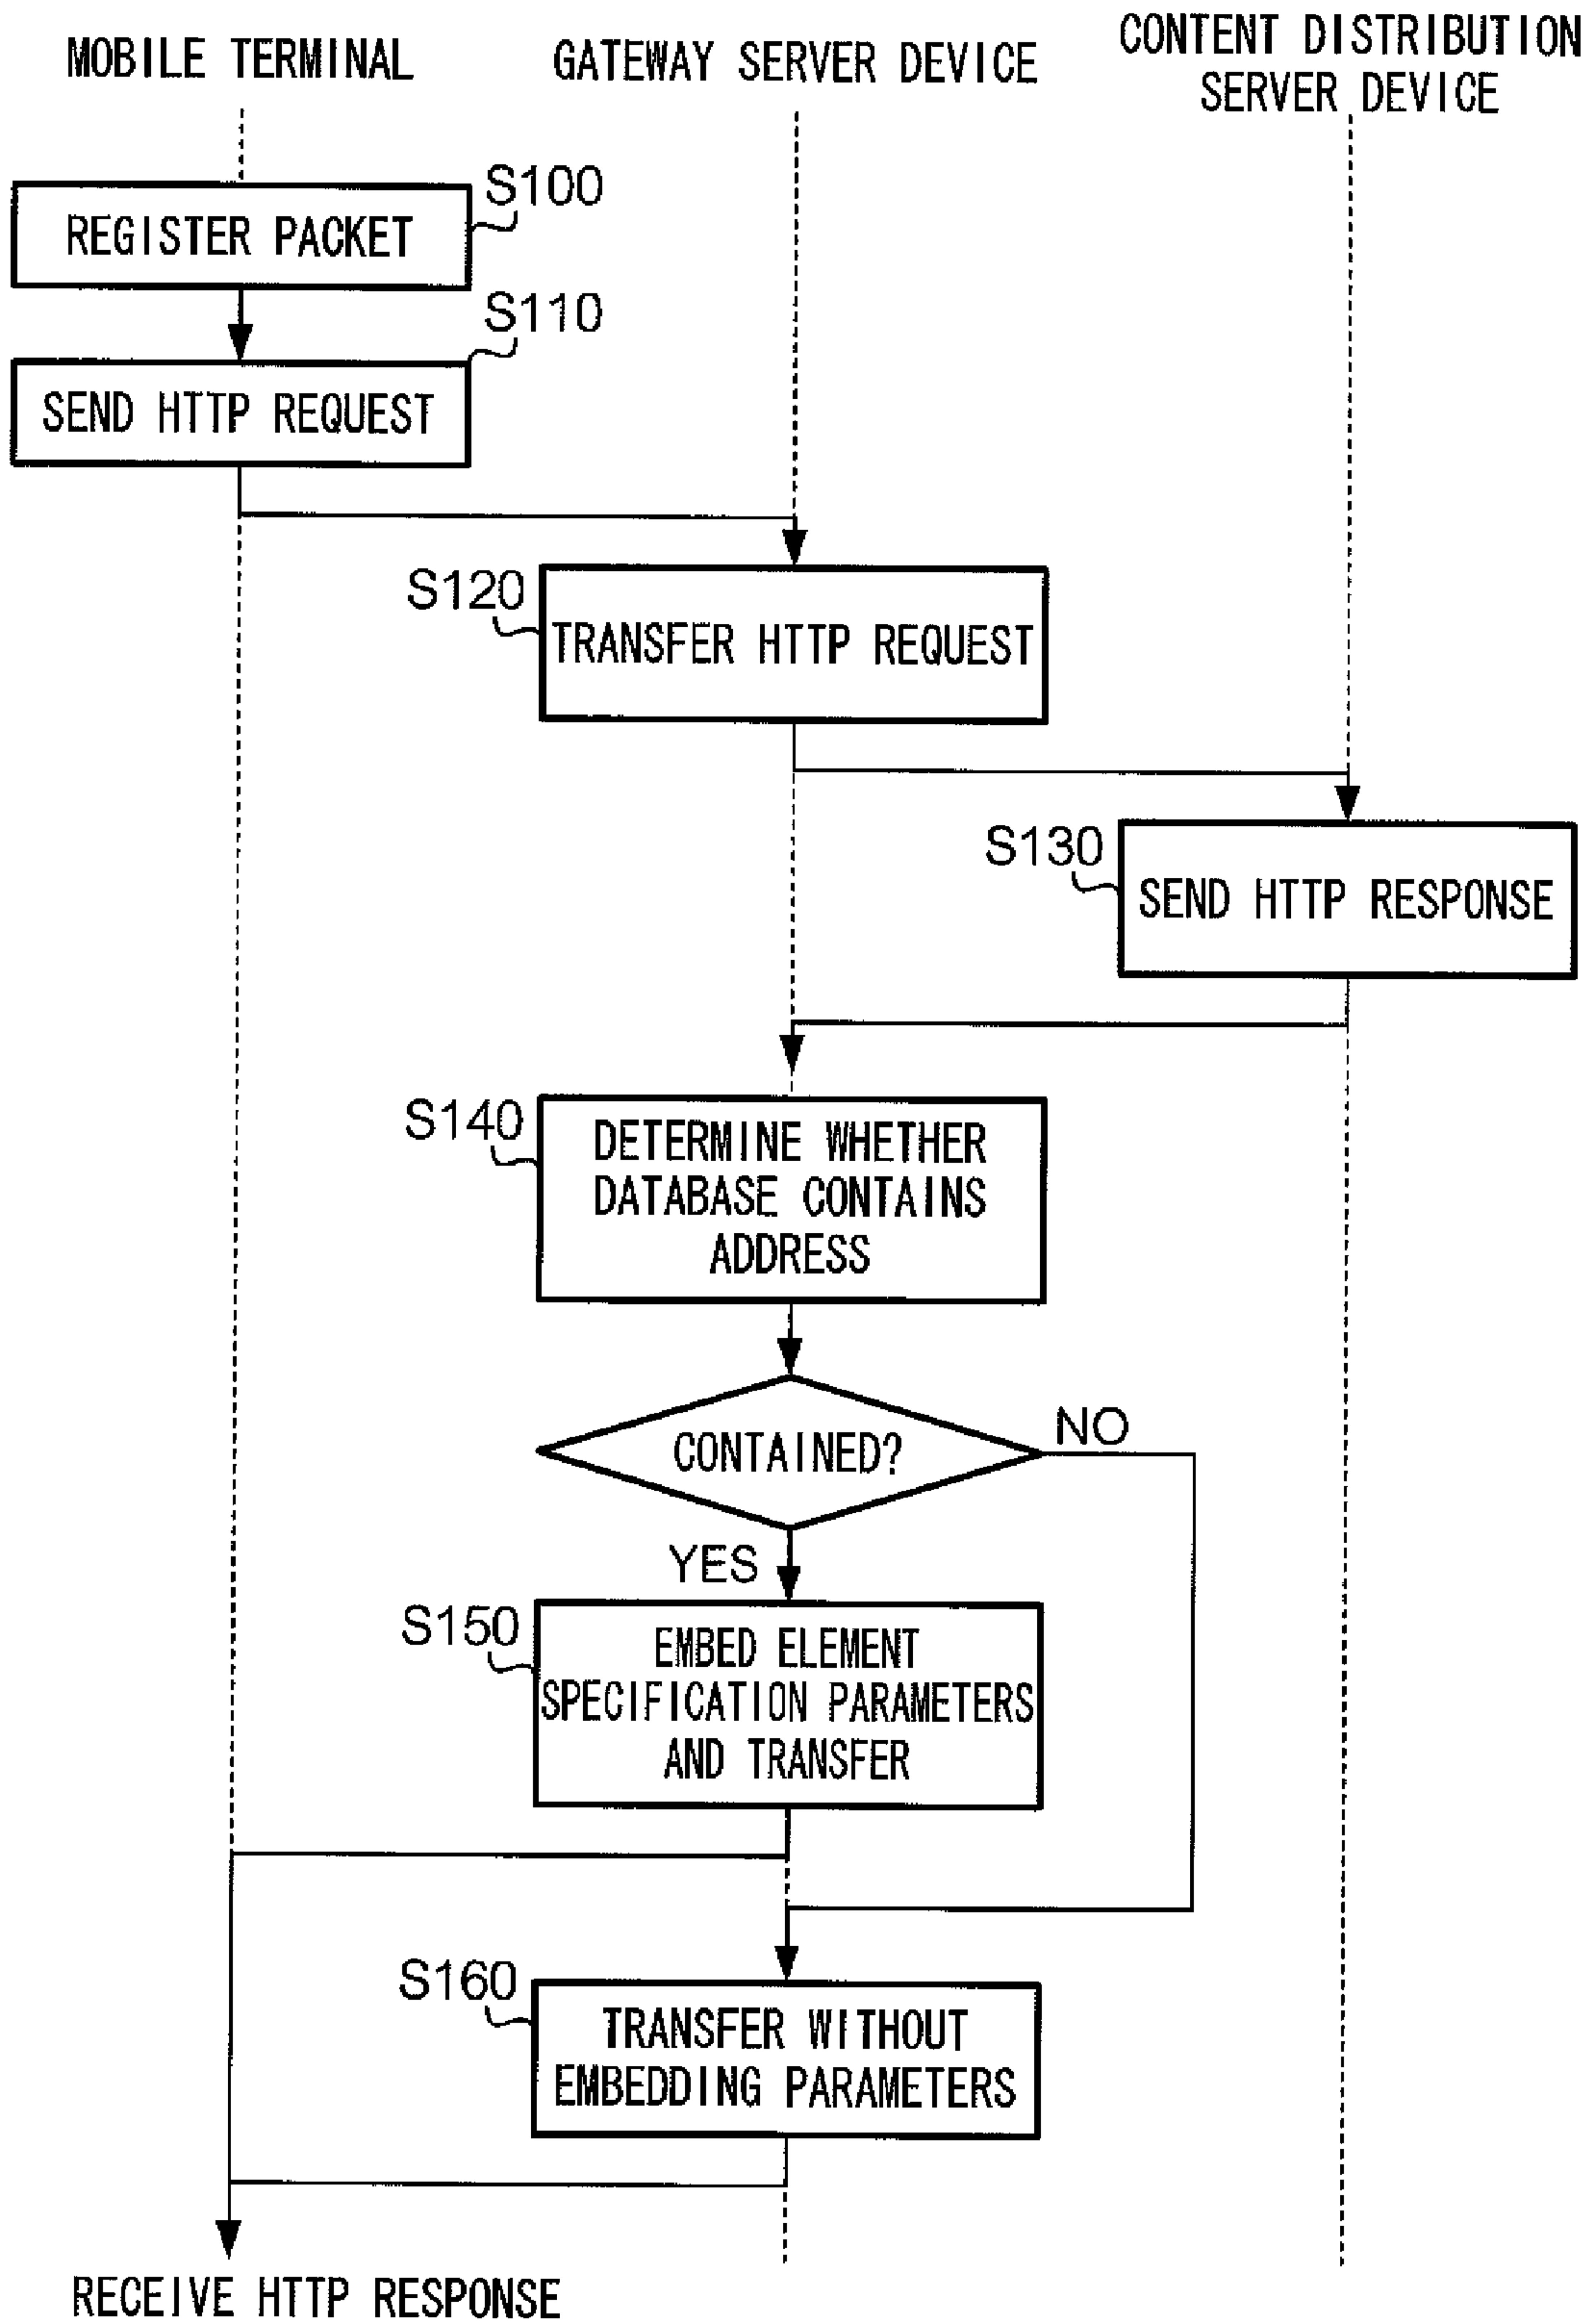 MOBILE TERMINAL
GATEWAY SERVER DEVICE
CONTENT DISTRIBUTION
SERVER DEVICE
S100
REGISTER PACKET
S110
SEND HTTP REQUEST
S120
TRANSFER HTTP REQUEST
S130
SEND HTTP RESPONSE
S140
DETERMINE WHETHER
DATABASE CONTAINS
ADDRESS
CONTAINED?
NO
YES
S150
EMBED ELEMENT
SPECIFICATION PARAMETERS
AND TRANSFER
S160
TRANSFER WITHOUT
EMBEDDING PARAMETERS
RECEIVE HTTP RESPONSE